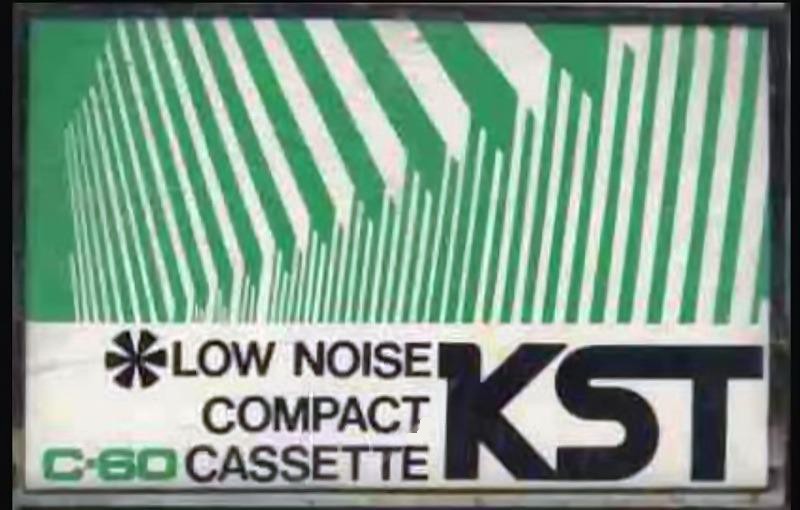 LOW NOISE
COMPACT
C-60 CASSETTE
KST